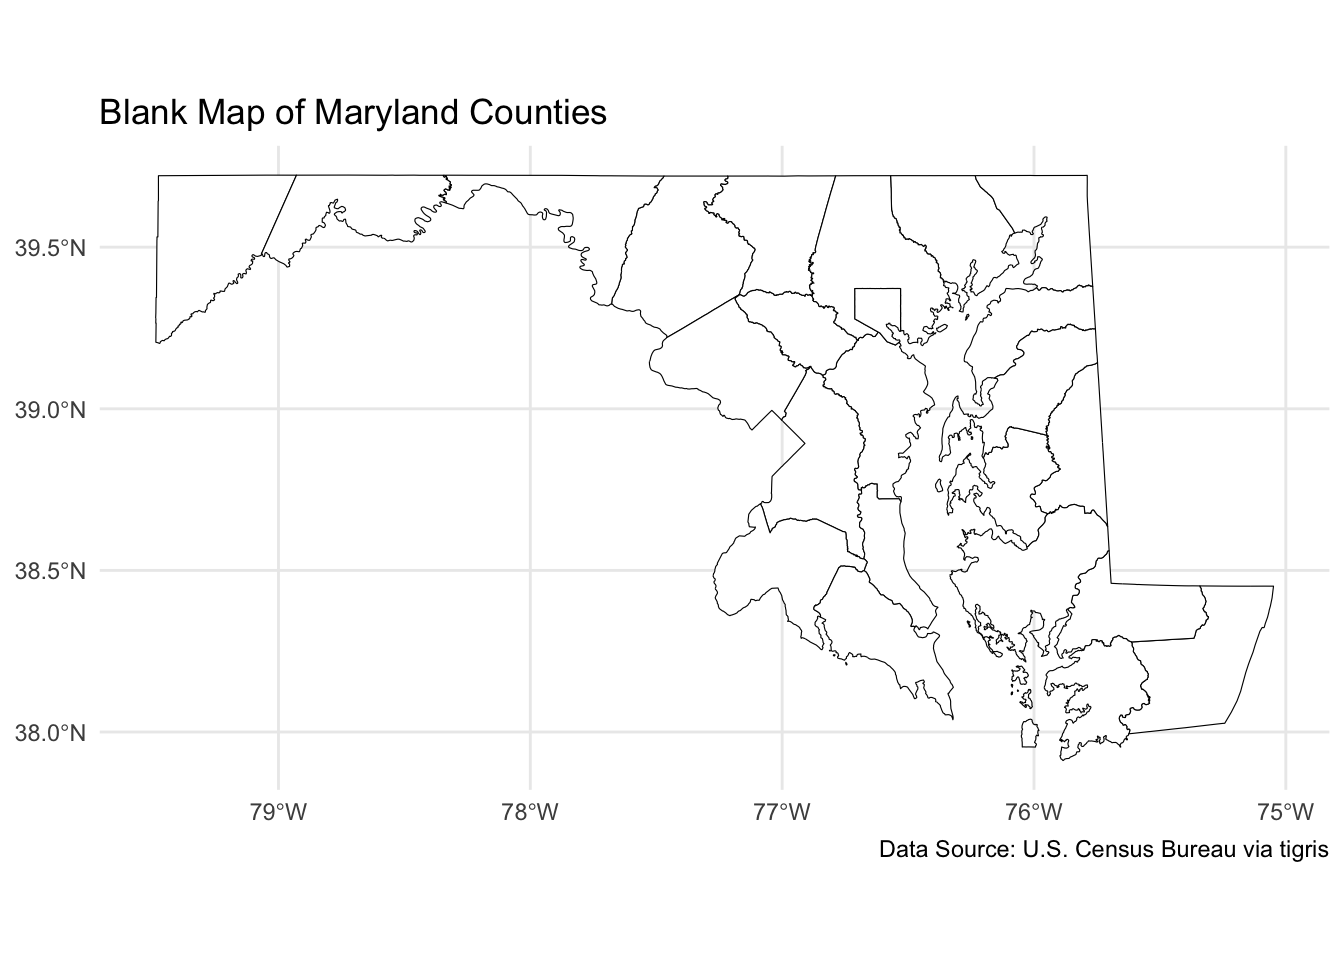 Blank Map of Maryland Counties
39.5°N
39.0°N
38.5°N
38.0°N
79°W
78°W
77°W
76°W
75°W
Data Source: U.S. Census Bureau via tigris